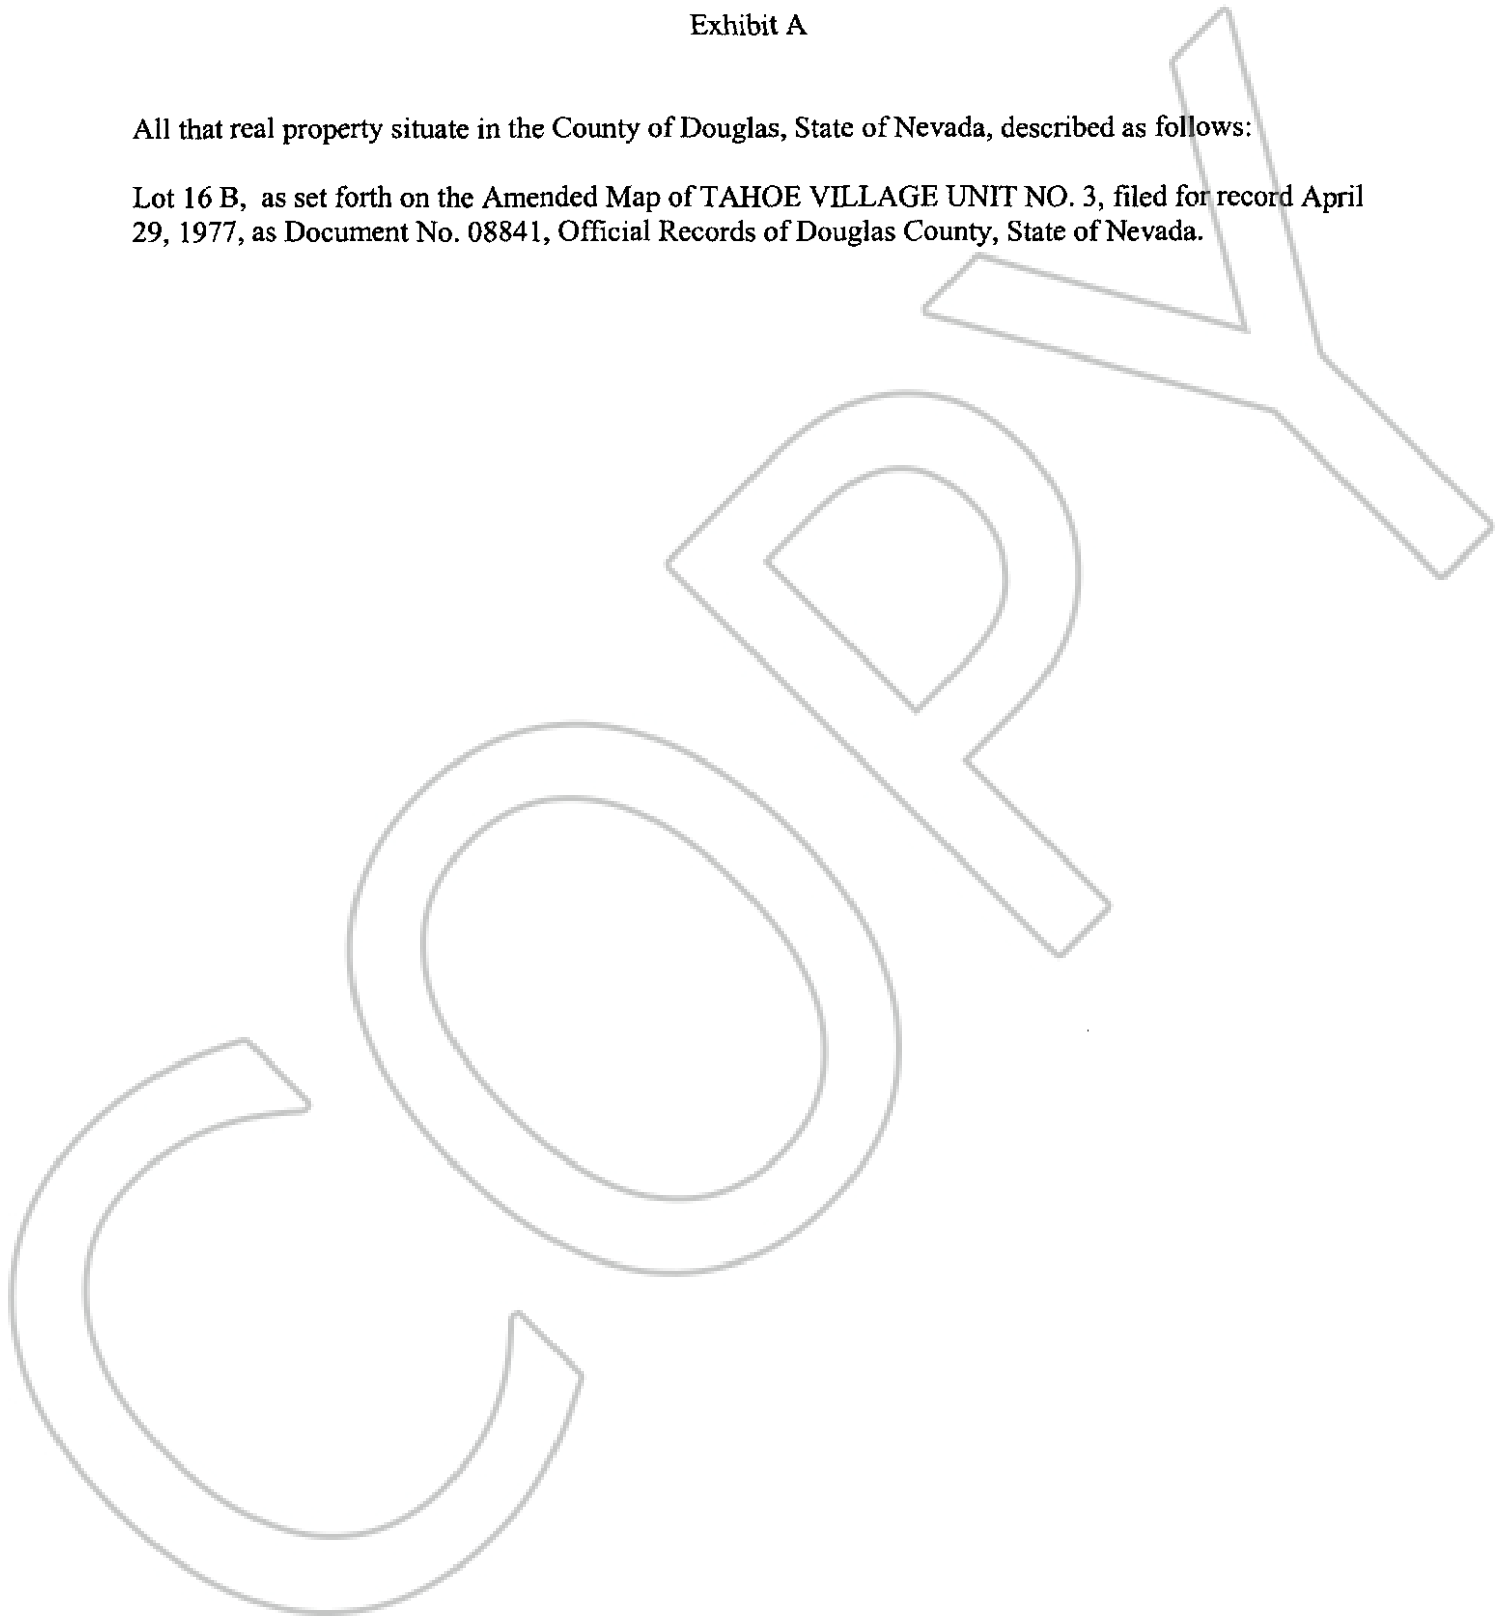 Exhibit A
All that real property situate in the County of Douglas, State of Nevada, described as follows:
Lot 16 B, as set forth on the Amended Map of TAHOE VILLAGE UNIT NO. 3, filed for record April
29, 1977, as Document No. 08841, Official Records of Douglas County, State of Nevada.
COPY